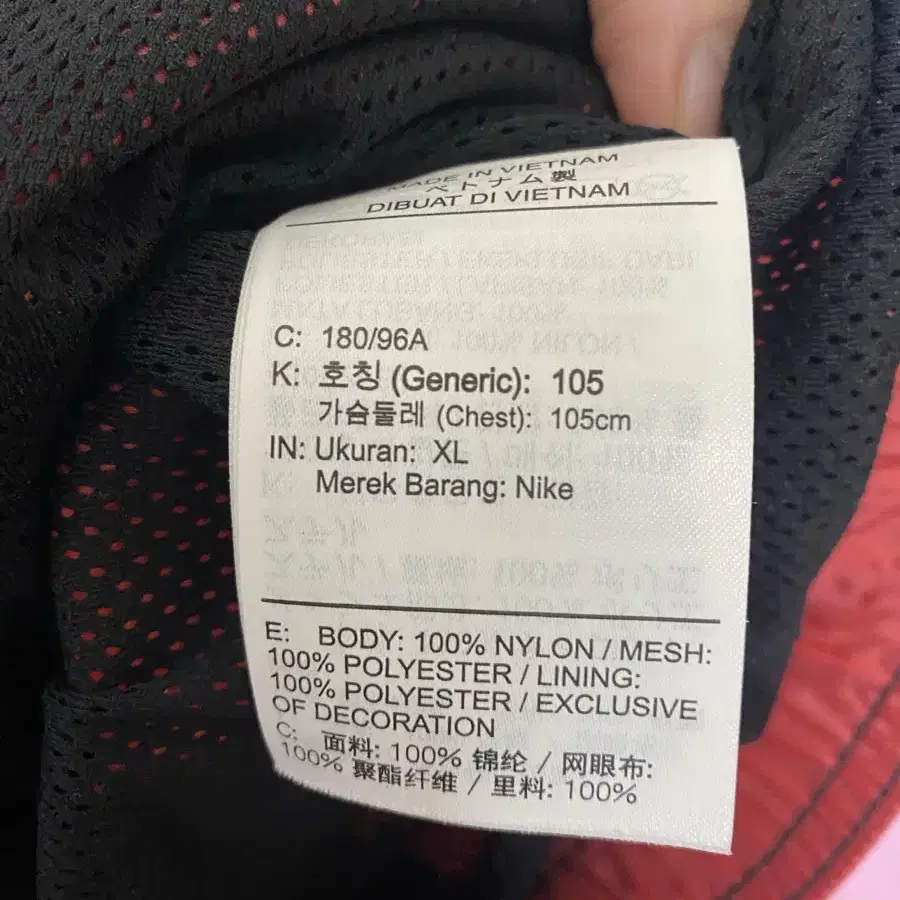 MADE IN VIETNAM
ベトナム製
DIBUAT DI VIETNAM
C: 180/96A
K: 호칭 (Generic): 105
가슴둘레 (Chest): 105cm
IN: Ukuran: XL
Merek Barang: Nike
E: BODY: 100% NYLON / MESH:
100% POLYESTER / LINING:
100% POLYESTER / EXCLUSIVE
OF DECORATION
C: 面料: 100% 锦纶 / 网眼布:
100% 聚酯纤维 / 里料: 100%